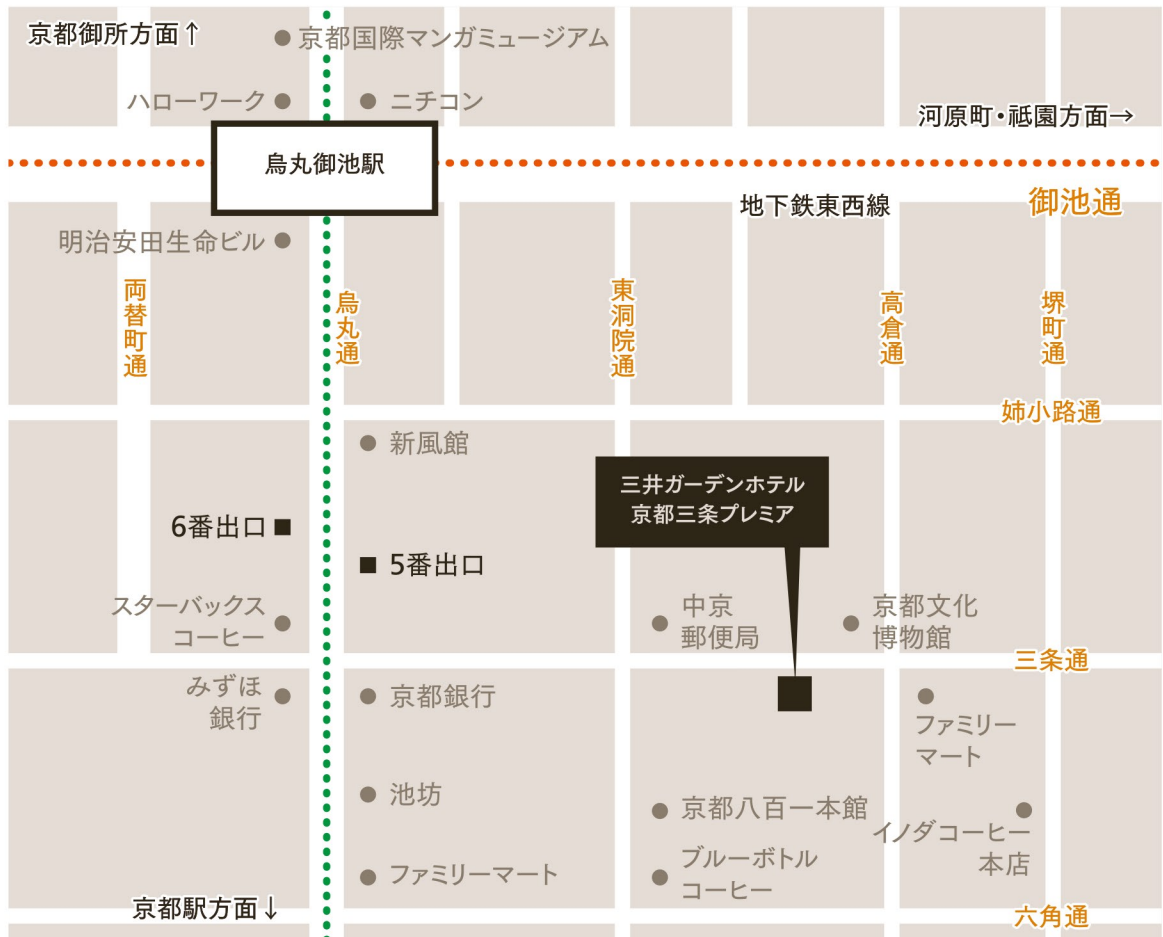 京都御所方面↑
京都国際マンガミュージアム
ハローワーク
ニチコン
河原町・祇園方面→
烏丸御池駅
地下鉄東西線
御池通
明治安田生命ビル
両替町通
烏丸通
東洞院通
高倉通
堺町通
姉小路通
新風館
三井ガーデンホテル
京都三条プレミア
6番出口
5番出口
スターバックス
コーヒー
中京
郵便局
京都文化
博物館
三条通
みずほ
銀行
京都銀行
ファミリー
マート
池坊
京都八百一本館
イノダコーヒー
本店
ファミリーマート
ブルーボトル
コーヒー
京都駅方面↓
六角通